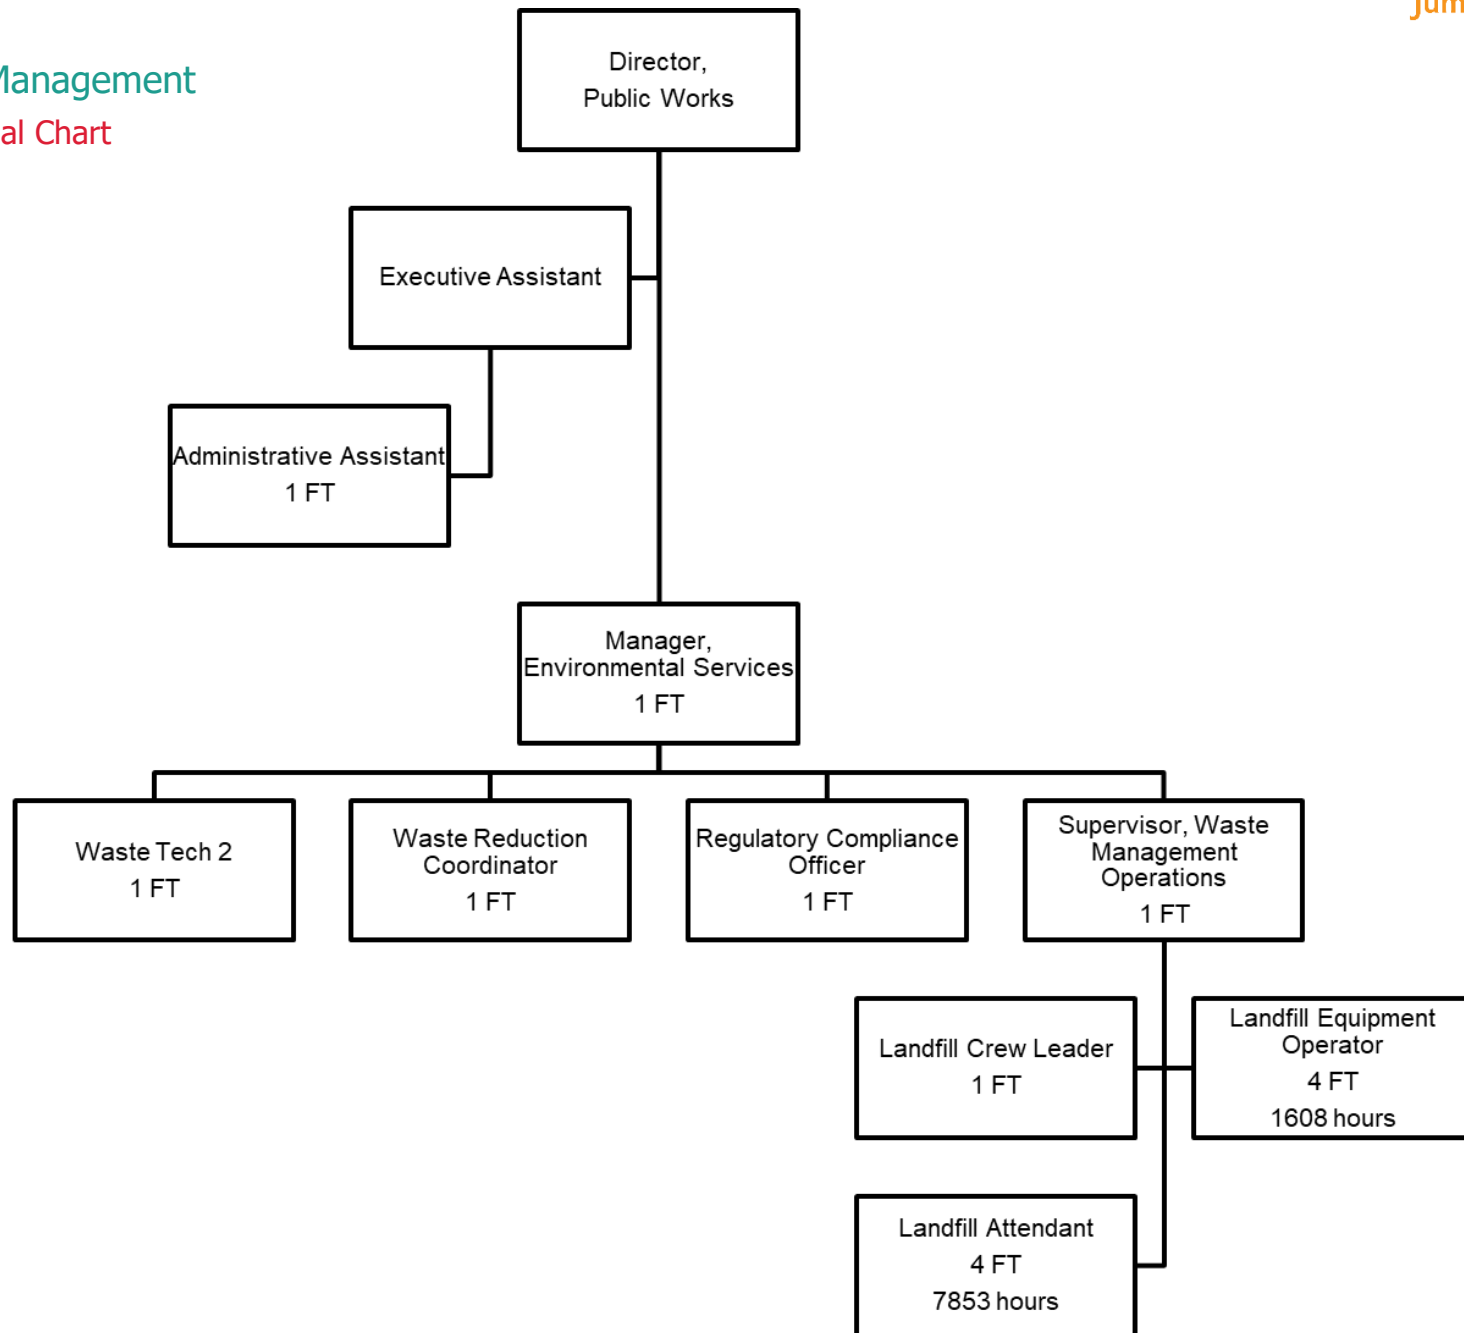 Management
al Chart
Director,
Public Works
Executive Assistant
Administrative Assistant
1 FT
Manager,
Environmental Services
1 FT
Waste Tech 2
1 FT
Waste Reduction
Coordinator
1 FT
Regulatory Compliance
Officer
1 FT
Supervisor, Waste
Management
Operations
1 FT
Landfill Crew Leader
1 FT
Landfill Equipment
Operator
4 FT
1608 hours
Landfill Attendant
4 FT
7853 hours